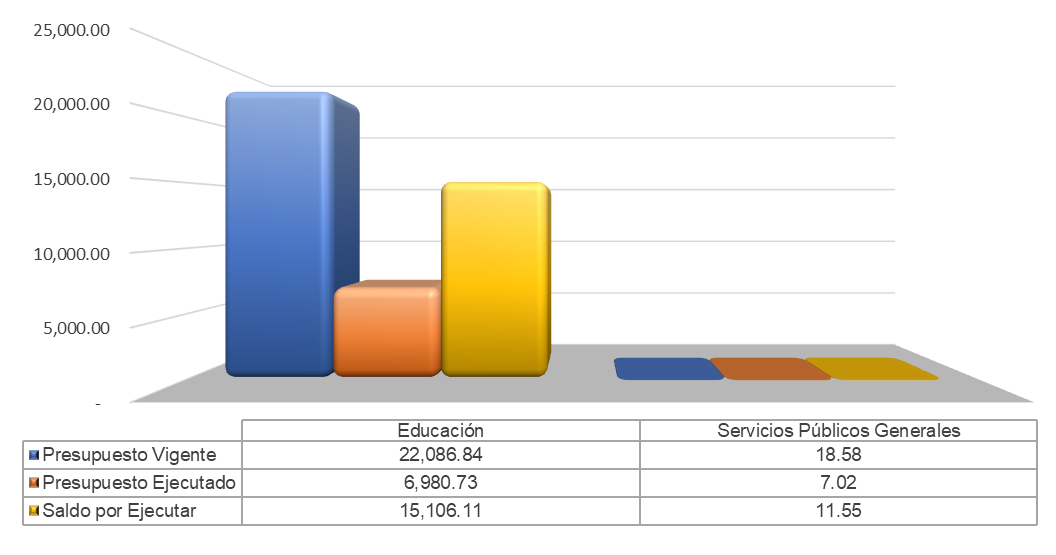 25,000.00
20,000.00
15,000.00
10,000.00
5,000.00
-
Educación Servicios Públicos Generales
Presupuesto Vigente 22,086.84 18.58
Presupuesto Ejecutado 6,980.73 7.02
Saldo por Ejecutar 15,106.11 11.55